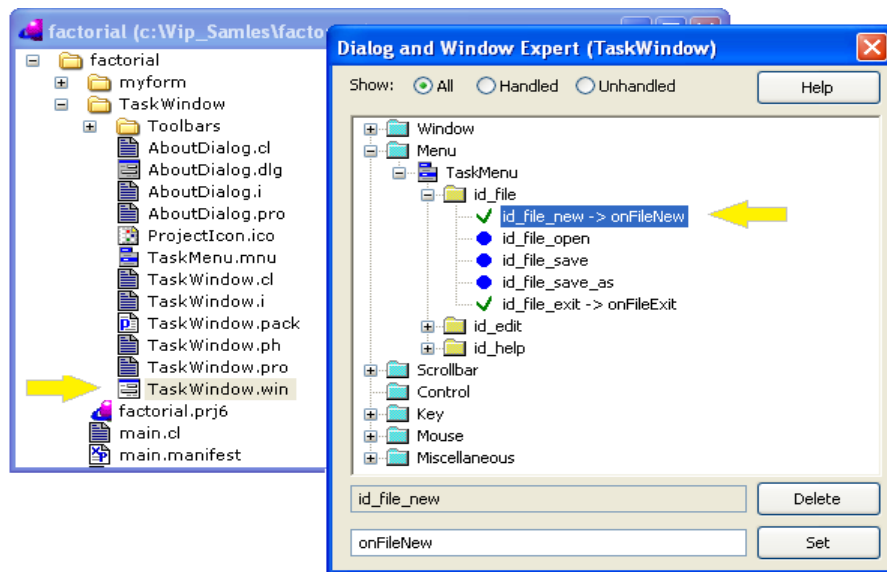 factorial (c:\Vip_Samles\facto
factorial
myform
TaskWindow
Toolbars
AboutDialog.cl
AboutDialog.dlg
AboutDialog.i
AboutDialog.pro
ProjectIcon.ico
TaskMenu.mnu
TaskWindow.cl
TaskWindow.i
TaskWindow.pack
TaskWindow.ph
TaskWindow.pro
TaskWindow.win
factorial.prj6
main.cl
main.manifest
Dialog and Window Expert (TaskWindow)
Show: All Handled Unhandled Help
Window
Menu
TaskMenu
id_file
id_file_new -> onFileNew
id_file_open
id_file_save
id_file_save_as
id_file_exit -> onFileExit
id_edit
id_help
Scrollbar
Control
Key
Mouse
Miscellaneous
id_file_new Delete
onFileNew Set